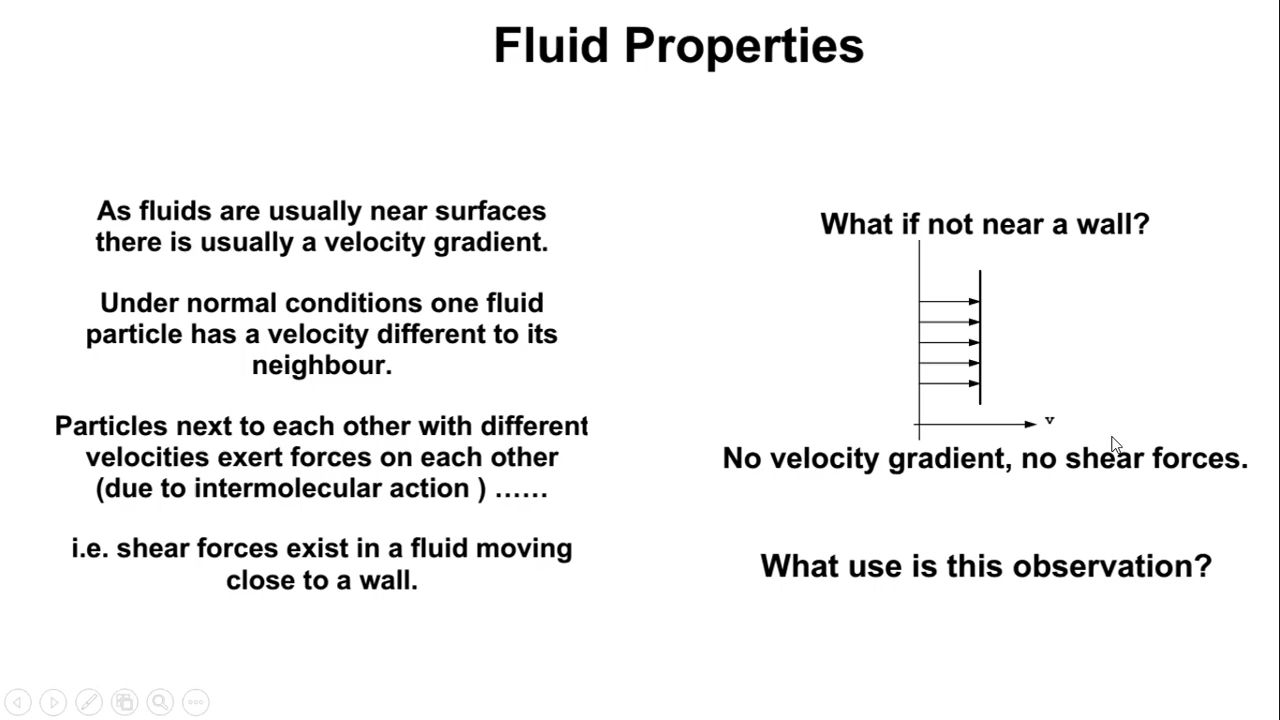 Fluid Properties
As fluids are usually near surfaces
there is usually a velocity gradient.
Under normal conditions one fluid
particle has a velocity different to its
neighbour.
Particles next to each other with different
velocities exert forces on each other
(due to intermolecular action ) ……
i.e. shear forces exist in a fluid moving
close to a wall.
What if not near a wall?
v
No velocity gradient, no shear forces.
What use is this observation?